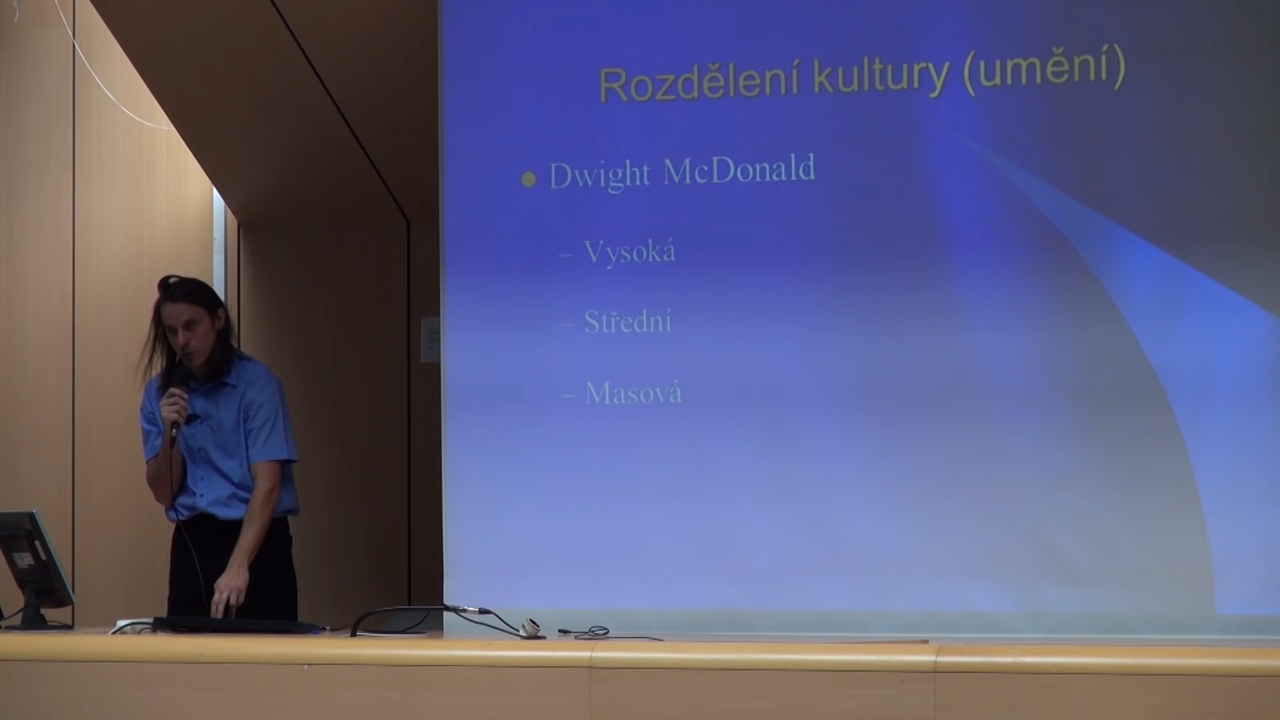 Rozdělení kultury (umění)
Dwight McDonald
– Vysoká
– Střední
– Masová